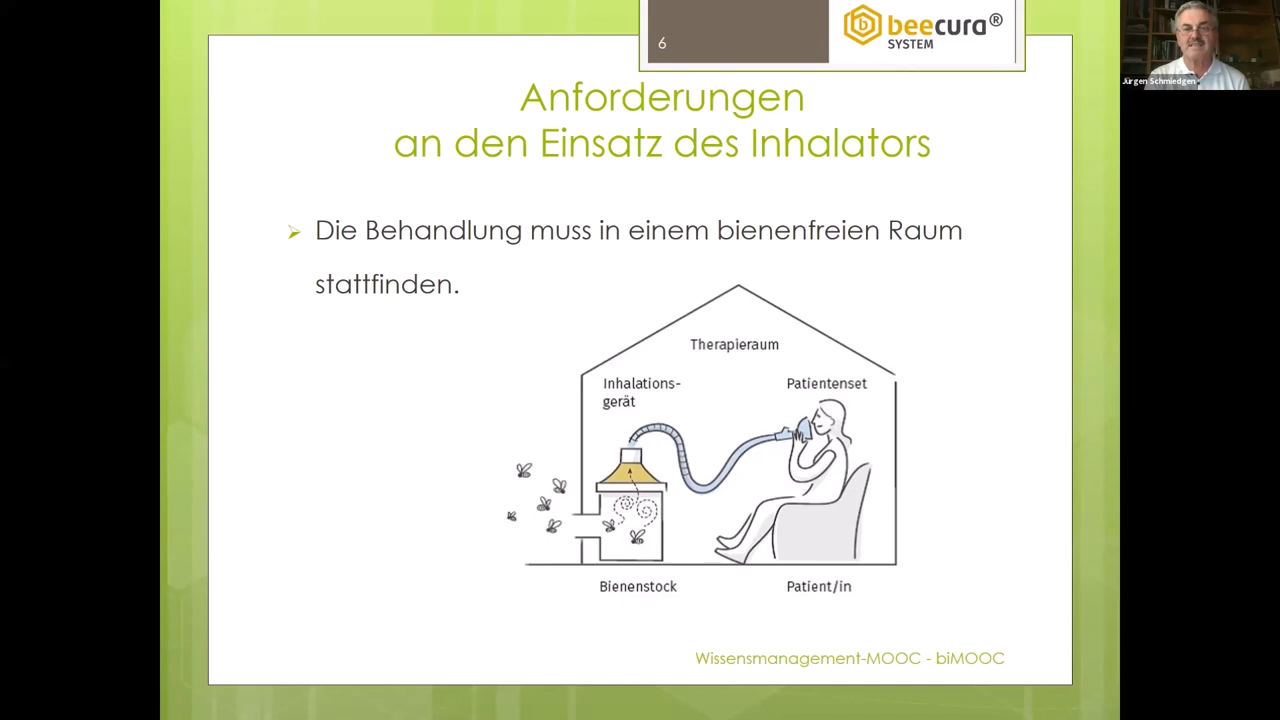 6
beecura®
SYSTEM
Jürgen Schmiedgen
Anforderungen
an den Einsatz des Inhalators
Die Behandlung muss in einem bienenfreien Raum
stattfinden.
Therapieraum
Inhalations-
gerät
Patientenset
Bienenstock
Patient/in
Wissensmanagement-MOOC - biMOOC